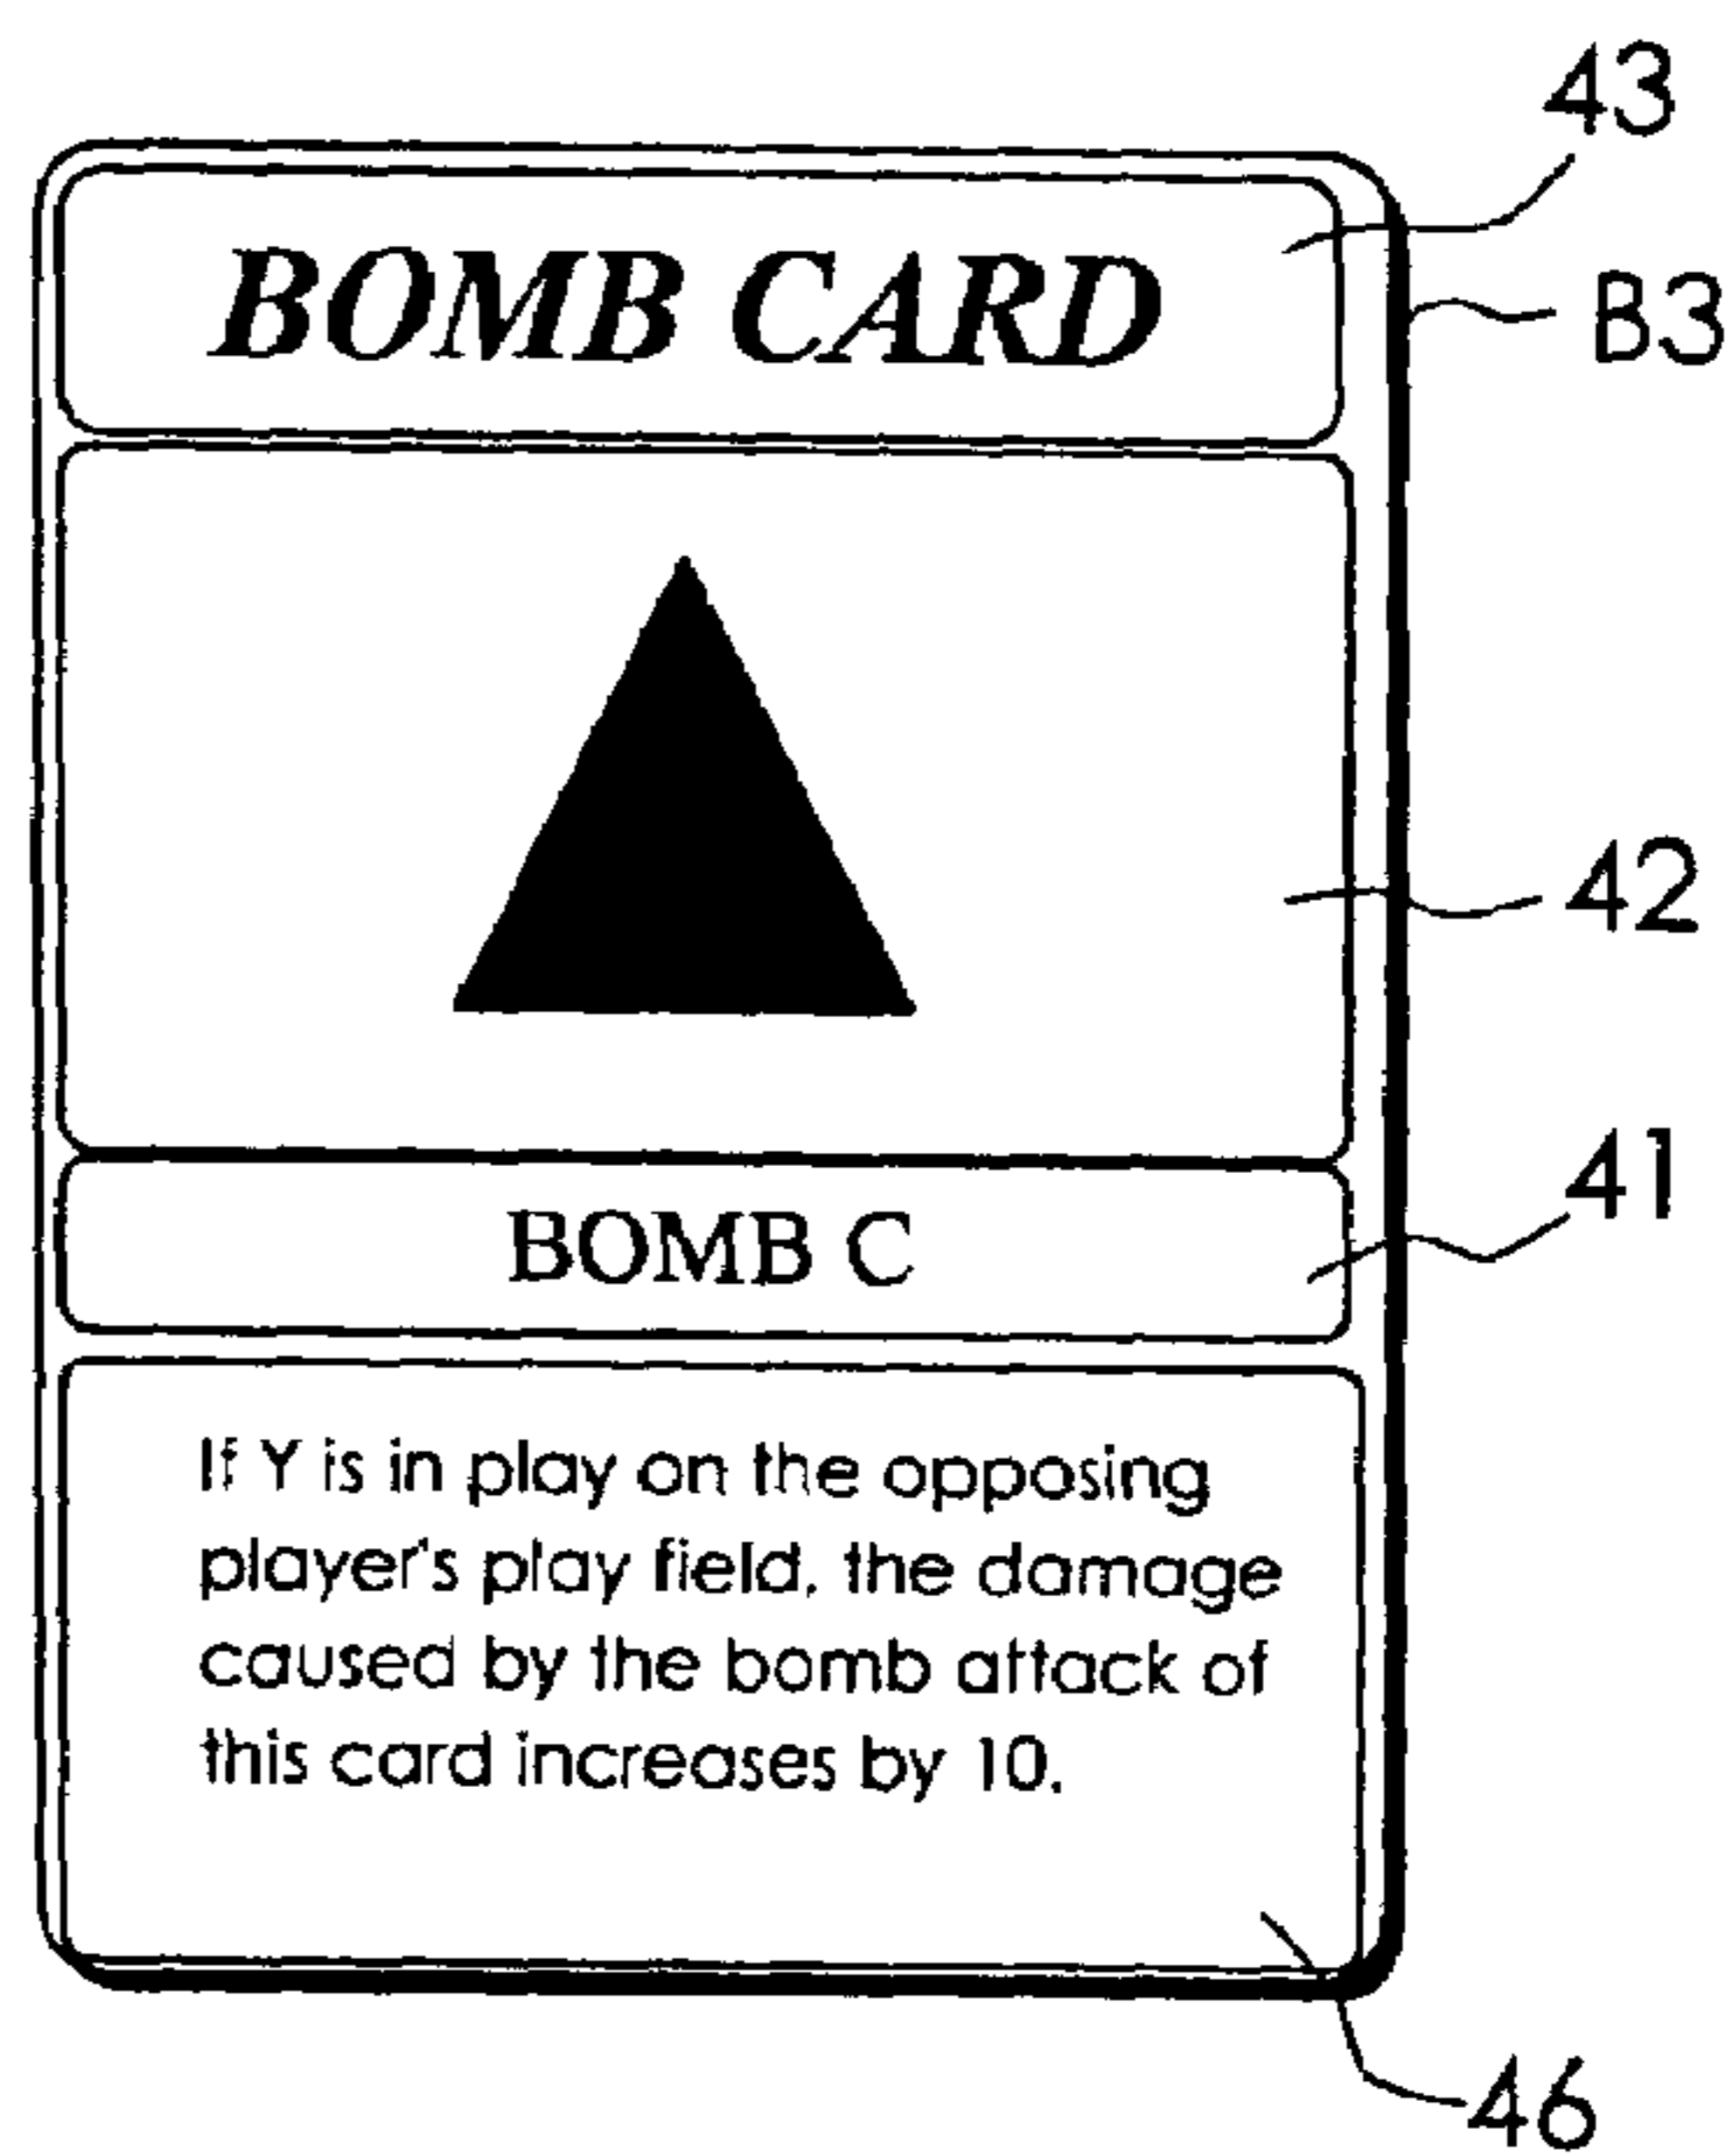 43
BOMB CARD
B3
42
41
BOMB C
If Y is in play on the opposing
player's play field, the damage
caused by the bomb attack of
this card increases by 10.
46